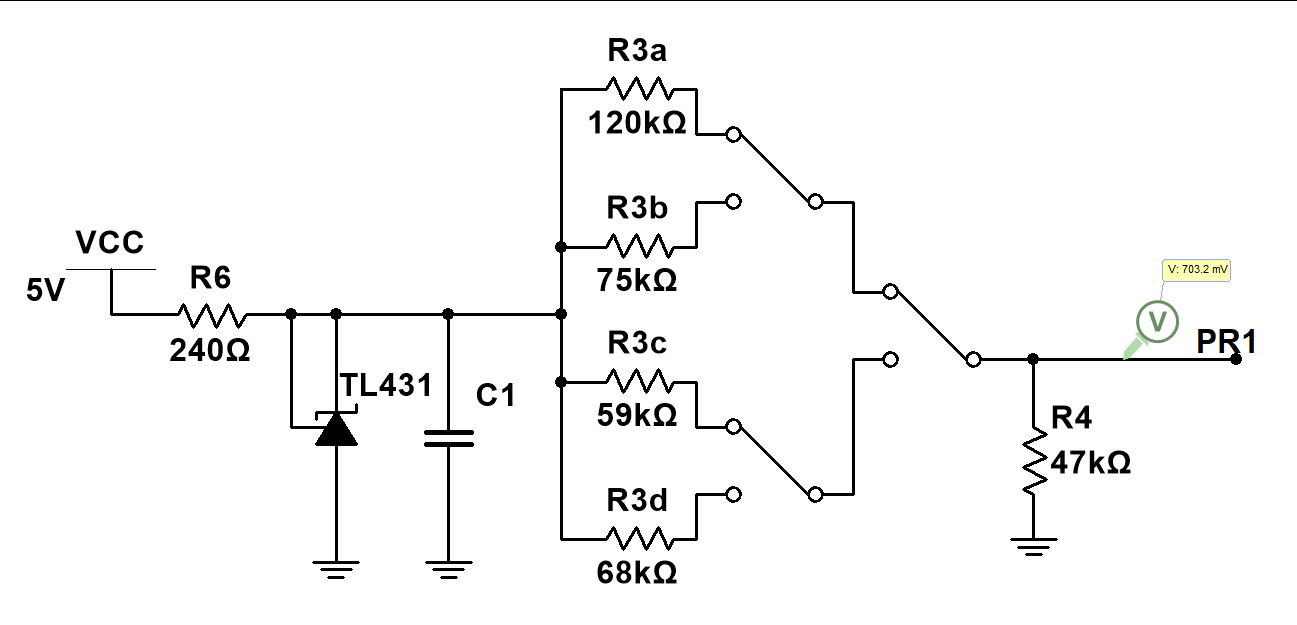 R3a
120kΩ
R3b
75kΩ
VCC
5V
R6
240Ω
V: 703.2 mV
V
PR1
R3c
59kΩ
TL431
C1
R4
47kΩ
R3d
68kΩ